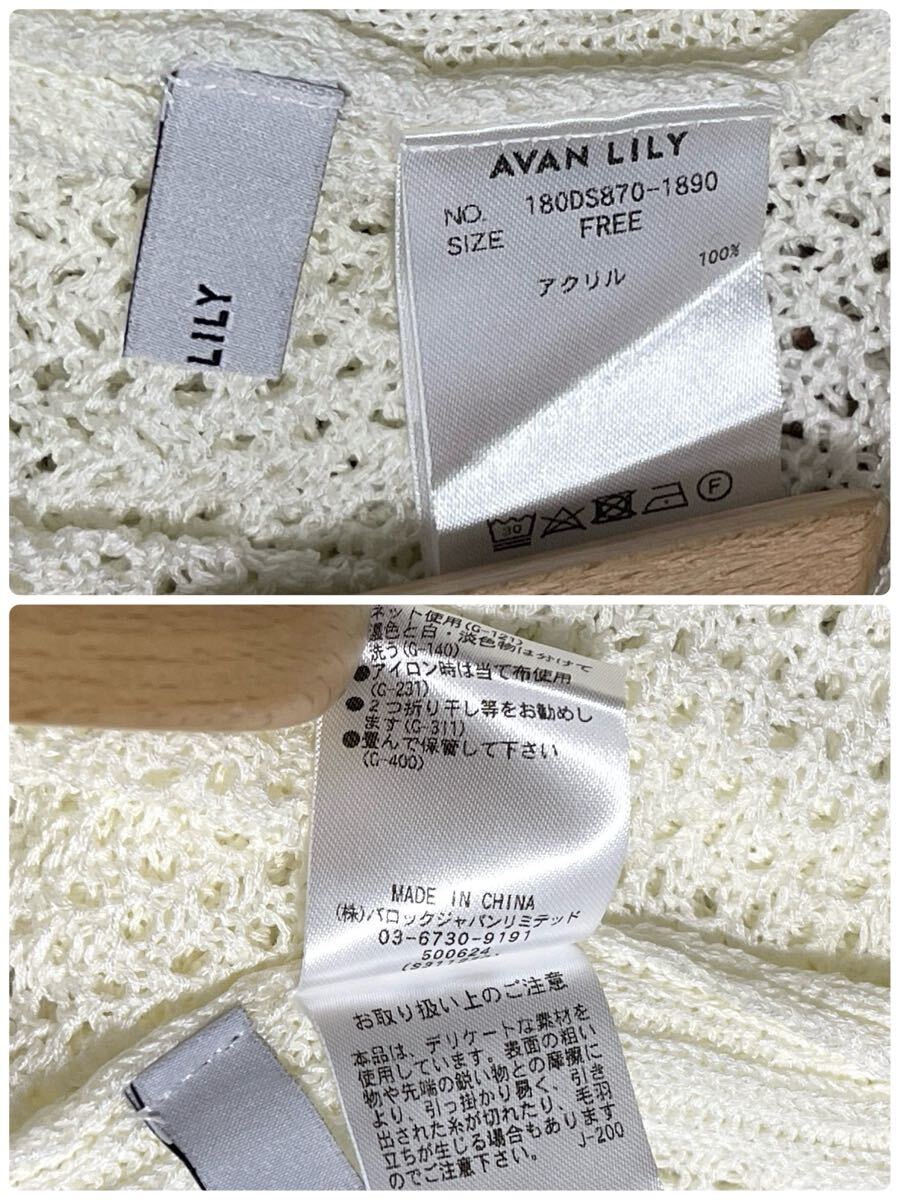 LILY
AVAN LILY
NO. 180DS870-1890
SIZE FREE
アクリル 100%
30
F
ネット使用(G-121)
濃色と白・淡色物は分けて
洗う(G-140)
●アイロン時は当て布使用
(G-231)
●2つ折り干し等をお勧めし
ます(G-311)
●畳んで保管して下さい
(G-400)
MADE IN CHINA
(株)バロックジャパンリミテッド
03-6730-9191
500624
お取り扱い上のご注意
本品は、デリケートな素材を
使用しています。表面の粗い
物や先端の鋭い物との摩擦に
より、引っ掛かり易く、引き
出された糸が切れたり、毛羽
立ちが生じる場合もあります
のでご注意下さい。 J-200